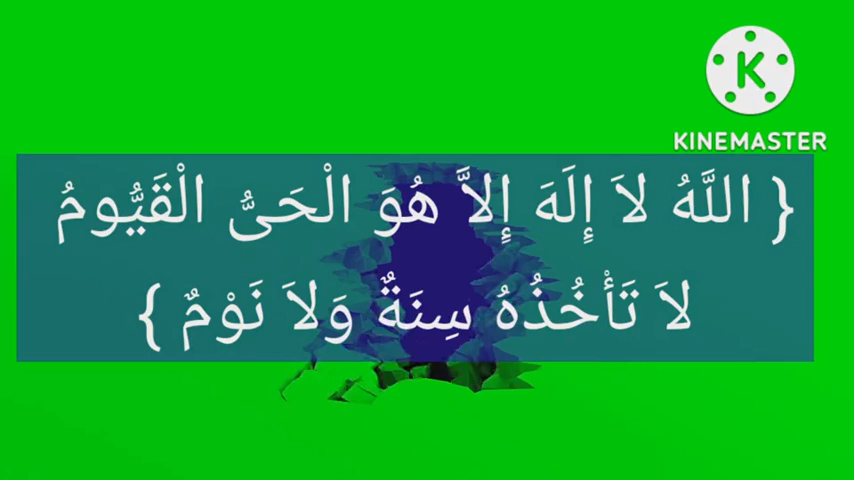 K
KINEMASTER
{ اللَّهُ لاَ إِلَهَ إِلاَّ هُوَ الْحَىُّ الْقَيُّومُ
لاَ تَأْخُذُهُ سِنَةٌ وَلاَ نَوْمٌ }